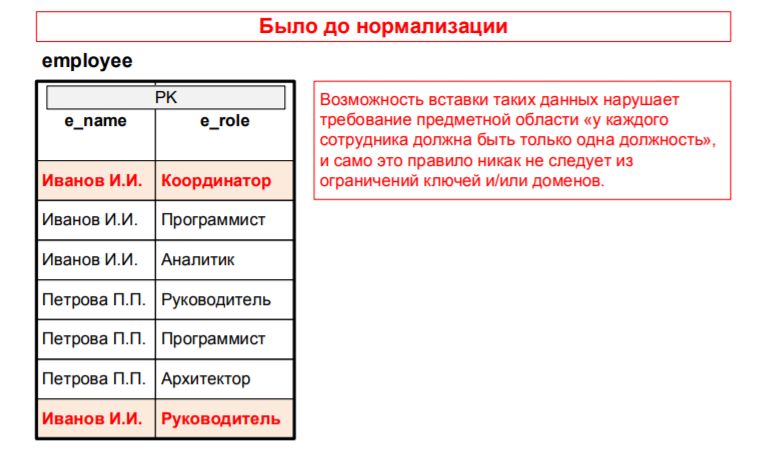 Было до нормализации
employee
PK
e_name e_role
Иванов И.И. Координатор
Иванов И.И. Программист
Иванов И.И. Аналитик
Петрова П.П. Руководитель
Петрова П.П. Программист
Петрова П.П. Архитектор
Иванов И.И. Руководитель
Возможность вставки таких данных нарушает
требование предметной области «у каждого
сотрудника должна быть только одна должность»,
и само это правило никак не следует из
ограничений ключей и/или доменов.